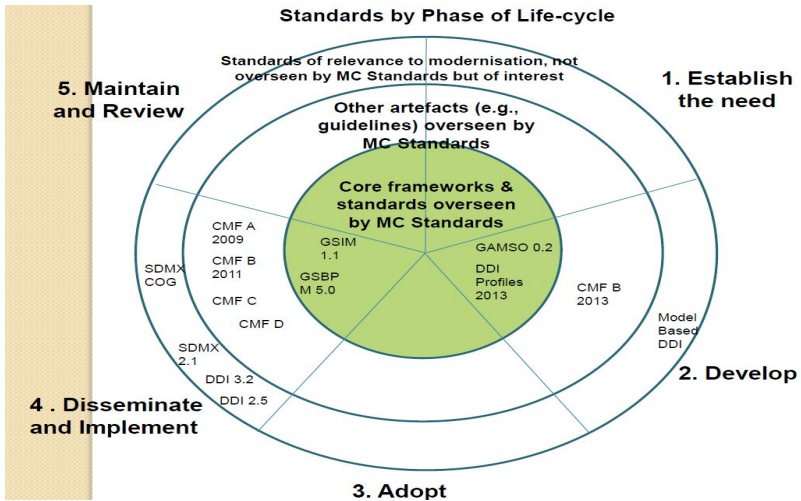 Standards by Phase of Life-cycle
Standards of relevance to modernisation, not
overseen by MC Standards but of interest
5. Maintain
and Review
1. Establish
the need
Other artefacts (e.g.,
guidelines) overseen by
MC Standards
Core frameworks &
standards overseen
by MC Standards
CMF A
2009
CMF B
2011
CMF C
CMF D
GSIM
1.1
GSBP
M 5.0
GAMSO 0.2
DDI
Profiles
2013
CMF B
2013
SDMX
COG
SDMX
2.1
DDI 3.2
DDI 2.5
Model
Based
DDI
2. Develop
4 . Disseminate
and Implement
3. Adopt